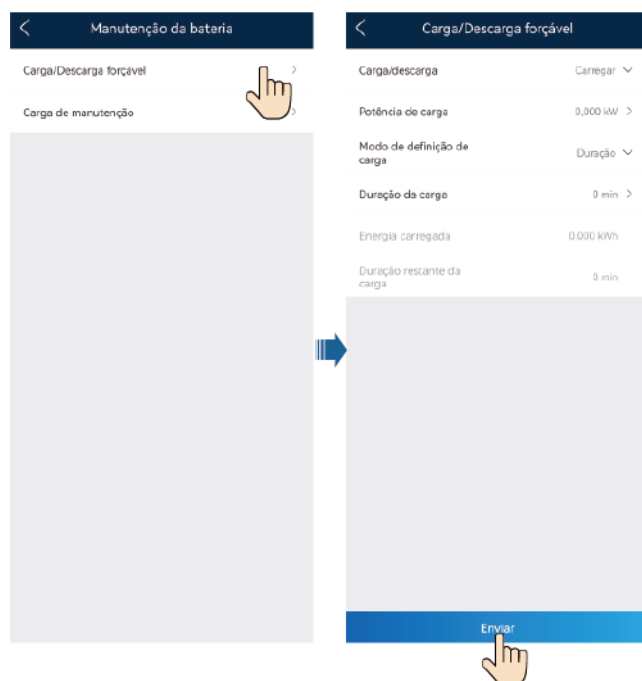 Manutenção da bateria
Carga/Descarga forçável
Carga de manutenção
Carga/Descarga forçável
Carga/descarga
Carregar
Potência de carga
0,000 kW
Modo de definição de
carga
Duração
Duração da carga
0 min
Energia carregada
0,000 kWh
Duração restante da
carga
0 min
Enviar